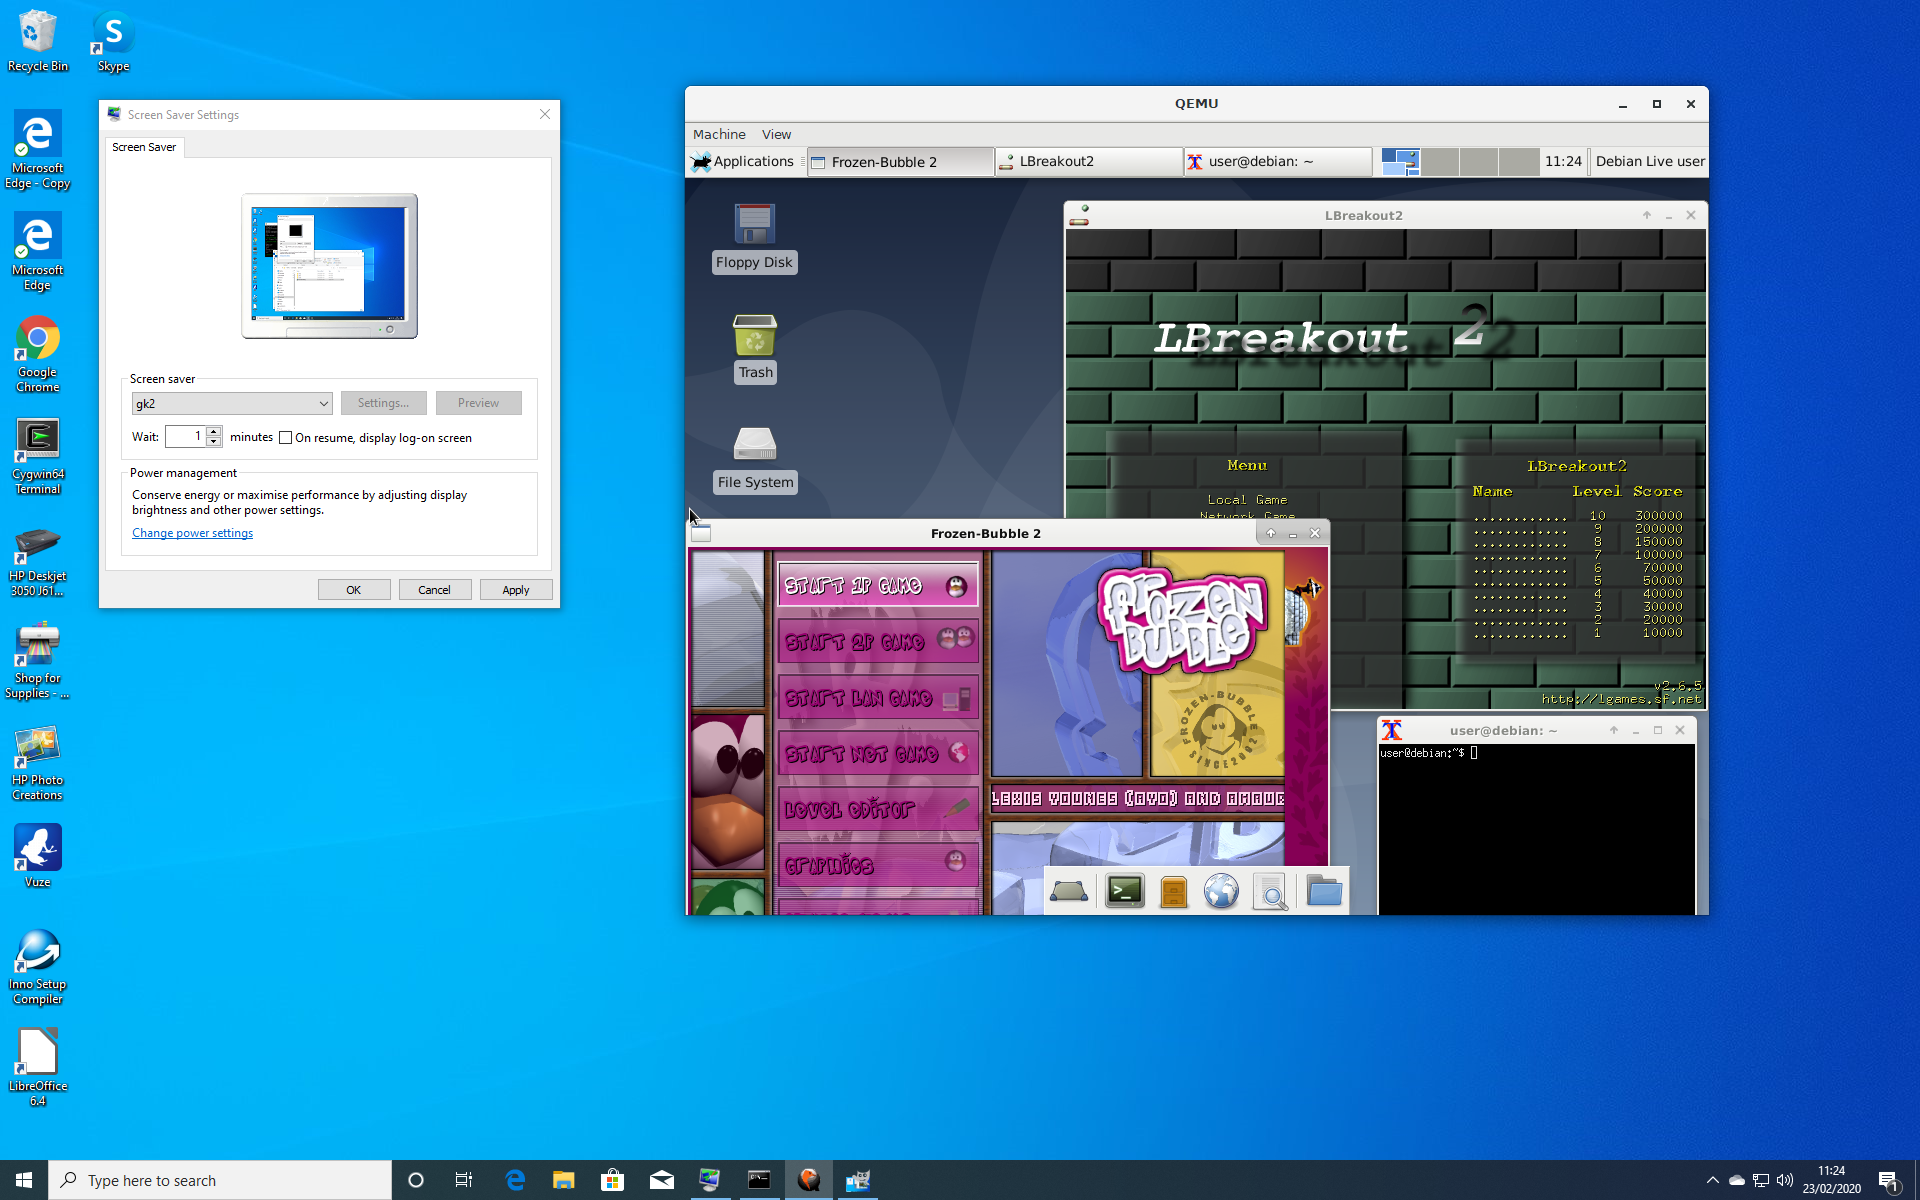 Recycle Bin
Skype
Microsoft
Edge - Copy
Microsoft
Edge
Google
Chrome
Cygwin64
Terminal
HP Deskjet
3050 J61...
Shop for
Supplies - ...
HP Photo
Creations
Vuze
Inno Setup
Compiler
LibreOffice
6.4
Screen Saver Settings
Screen Saver
Screen saver
gk2
Settings...
Preview
Wait:
1
minutes
On resume, display log-on screen
Power management
Conserve energy or maximise performance by adjusting display
brightness and other power settings.
Change power settings
OK
Cancel
Apply
QEMU
Machine
View
Applications
Frozen-Bubble 2
LBreakout2
user@debian: ~
11:24
Debian Live user
Floppy Disk
Trash
File System
LBreakout2
LBreakout 2
Menu
Local Game
Network Game
LBreakout2
Name Level Score
............ 10 300000
............ 9 200000
............ 8 150000
............ 7 100000
............ 6 70000
............ 5 50000
............ 4 40000
............ 3 30000
............ 2 20000
............ 1 10000
v2.6.5
http://lgames.sf.net
Frozen-Bubble 2
START 1P GAME
START 2P GAME
START LAN GAME
START NET GAME
LEVEL EDITOR
GRAPHICS
FROZEN
BUBBLE
FROZEN-BUBBLE
SINCE2002
LEXIS YOUNES (AYO) AND AMAUR
user@debian: ~
user@debian:~$
Type here to search
11:24
23/02/2020
1